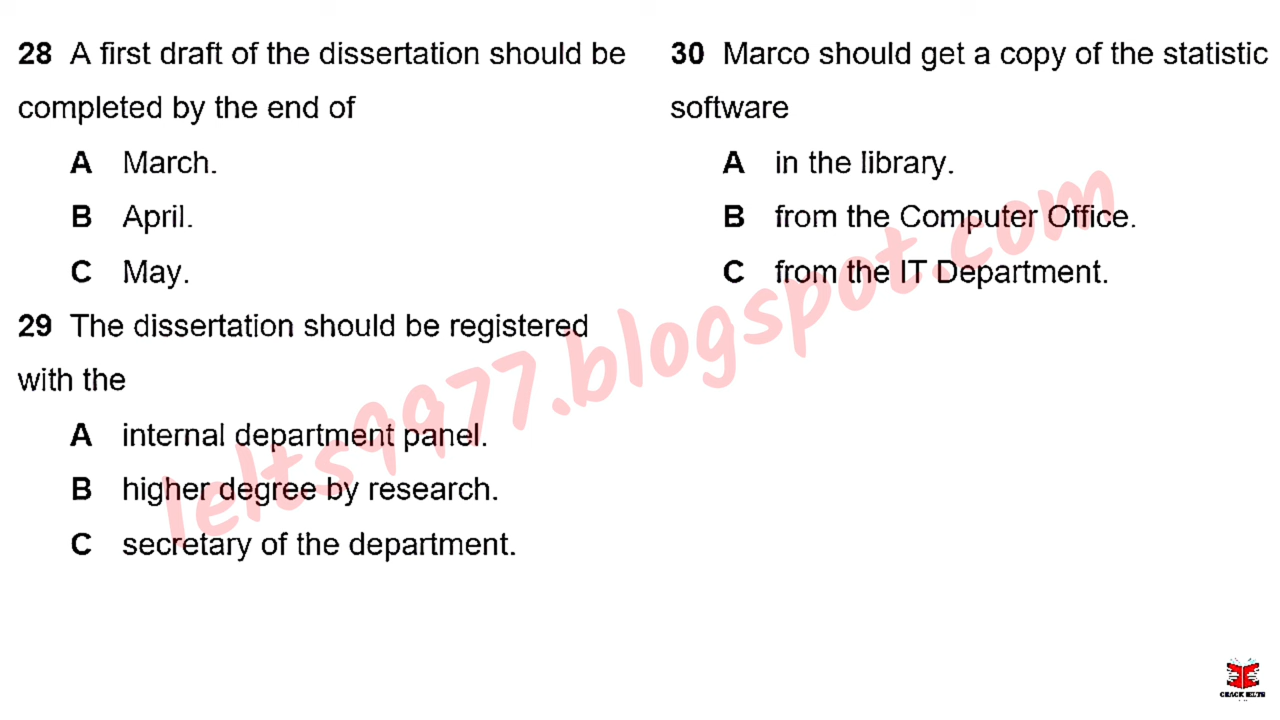 28 A first draft of the dissertation should be
completed by the end of
A March.
B April.
C May.
29 The dissertation should be registered
with the
A internal department panel.
B higher degree by research.
C secretary of the department.
30 Marco should get a copy of the statistic
software
A in the library.
B from the Computer Office.
C from the IT Department.
Ielts9977.blogspot.com
CRACK IELTS